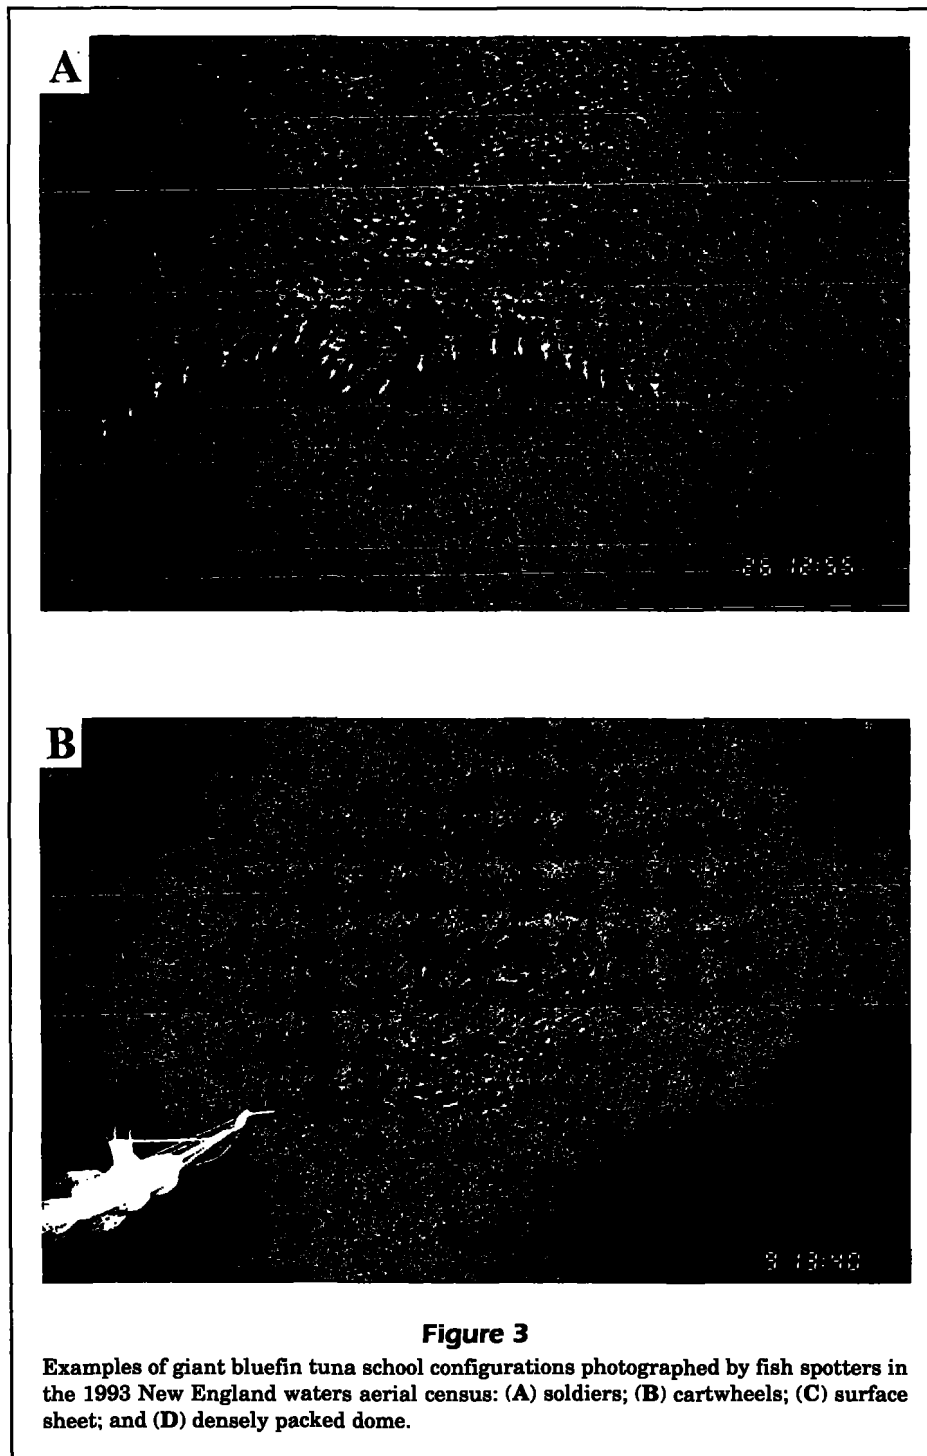 A
26 12:55
B
9 13:40
Figure 3
Examples of giant bluefin tuna school configurations photographed by fish spotters in
the 1993 New England waters aerial census: (A) soldiers; (B) cartwheels; (C) surface
sheet; and (D) densely packed dome.